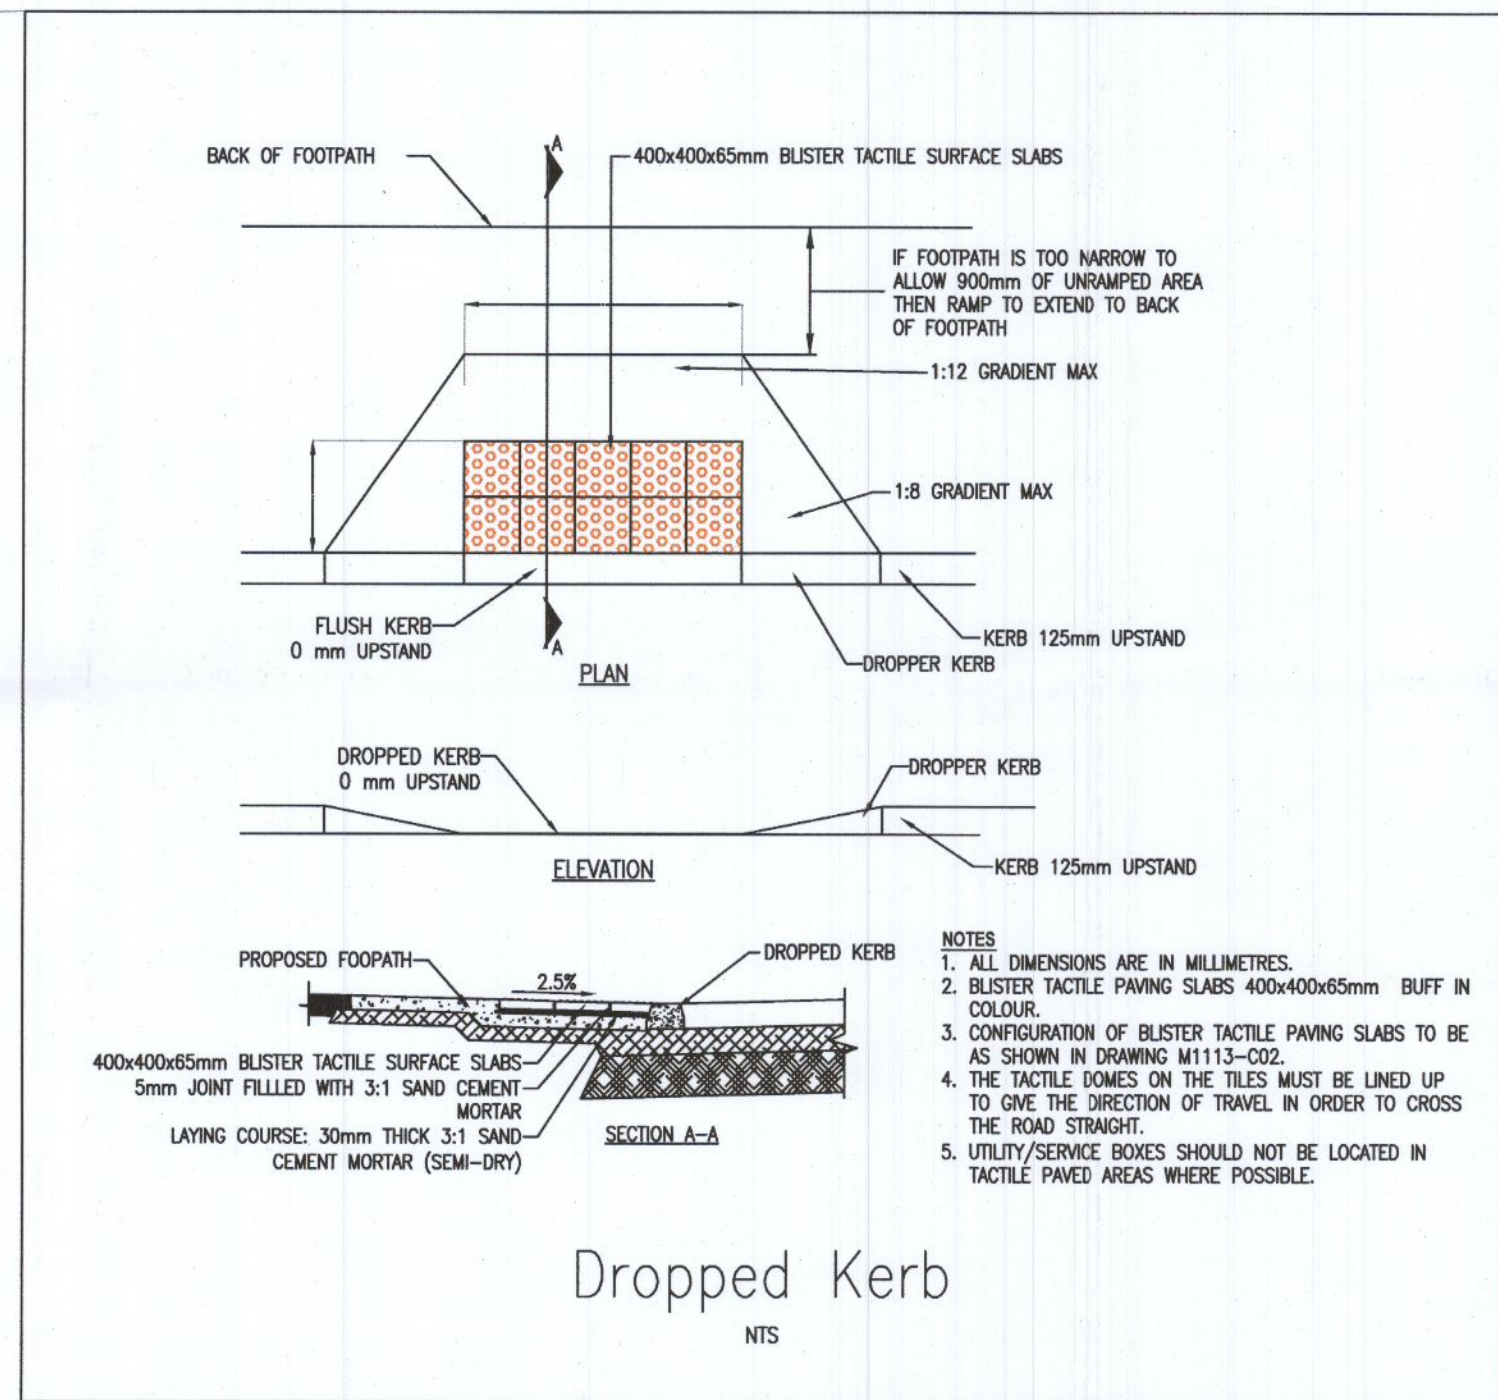 A
BACK OF FOOTPATH
400x400x65mm BLISTER TACTILE SURFACE SLABS
IF FOOTPATH IS TOO NARROW TO
ALLOW 900mm OF UNRAMPED AREA
THEN RAMP TO EXTEND TO BACK
OF FOOTPATH
1:12 GRADIENT MAX
1:8 GRADIENT MAX
FLUSH KERB
0 mm UPSTAND
A
KERB 125mm UPSTAND
DROPPER KERB
PLAN
DROPPED KERB
0 mm UPSTAND
DROPPER KERB
ELEVATION
KERB 125mm UPSTAND
PROPOSED FOOPATH
2.5%
DROPPED KERB
400x400x65mm BLISTER TACTILE SURFACE SLABS
5mm JOINT FILLLED WITH 3:1 SAND CEMENT
MORTAR
LAYING COURSE: 30mm THICK 3:1 SAND
CEMENT MORTAR (SEMI-DRY)
SECTION A-A
NOTES
1. ALL DIMENSIONS ARE IN MILLIMETRES.
2. BLISTER TACTILE PAVING SLABS 400x400x65mm BUFF IN
COLOUR.
3. CONFIGURATION OF BLISTER TACTILE PAVING SLABS TO BE
AS SHOWN IN DRAWING M1113-C02.
4. THE TACTILE DOMES ON THE TILES MUST BE LINED UP
TO GIVE THE DIRECTION OF TRAVEL IN ORDER TO CROSS
THE ROAD STRAIGHT.
5. UTILITY/SERVICE BOXES SHOULD NOT BE LOCATED IN
TACTILE PAVED AREAS WHERE POSSIBLE.
Dropped Kerb
NTS